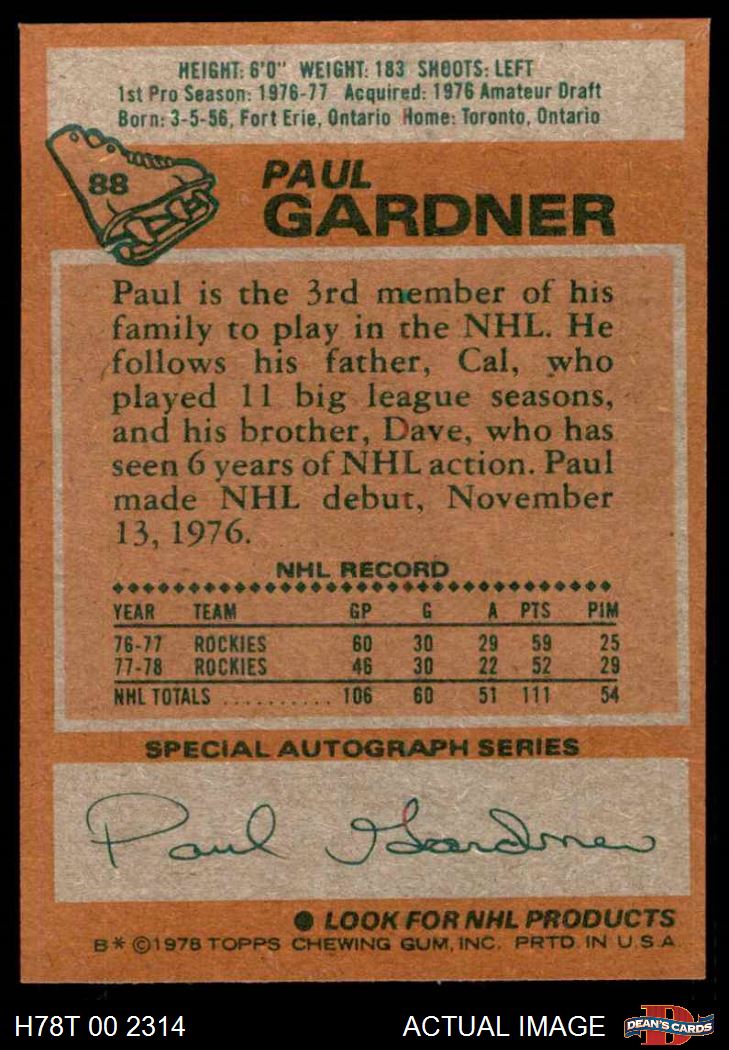 HEIGHT: 6'0" WEIGHT: 183 SHOOTS: LEFT
1st Pro Season: 1976-77 Acquired: 1976 Amateur Draft
Born: 3-5-56, Fort Erie, Ontario Home: Toronto, Ontario
88
PAUL
GARDNER
Paul is the 3rd member of his
family to play in the NHL. He
follows his father, Cal, who
played 11 big league seasons,
and his brother, Dave, who has
seen 6 years of NHL action. Paul
made NHL debut, November
13, 1976.
NHL RECORD
YEAR TEAM GP G A PTS PIM
76-77 ROCKIES 60 30 29 59 25
77-78 ROCKIES 46 30 22 52 29
NHL TOTALS .......... 106 60 51 111 54
SPECIAL AUTOGRAPH SERIES
Paul Gardner
● LOOK FOR NHL PRODUCTS
B* ©1978 TOPPS CHEWING GUM, INC. PRTD. IN U.S.A.
H78T 00 2314 ACTUAL IMAGE
DEAN'S CARDS